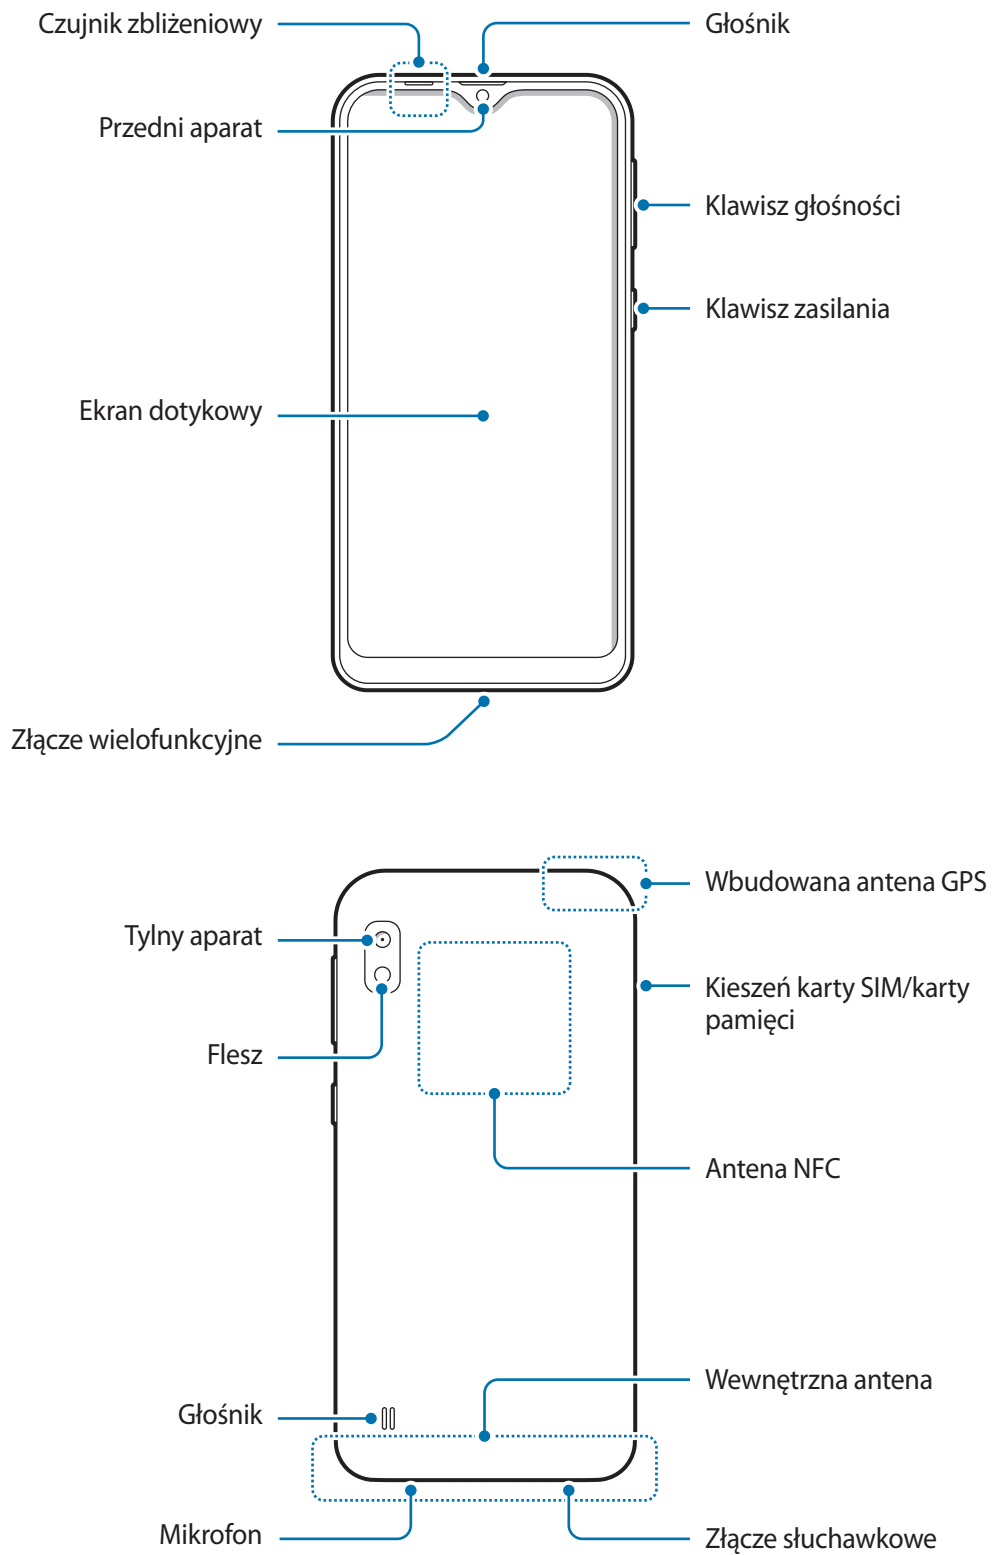 Czujnik zbliżeniowy
Głośnik
Przedni aparat
Klawisz głośności
Klawisz zasilania
Ekran dotykowy
Złącze wielofunkcyjne
Wbudowana antena GPS
Tylny aparat
Kieszeń karty SIM/karty
pamięci
Flesz
Antena NFC
Wewnętrzna antena
Głośnik
Mikrofon
Złącze słuchawkowe